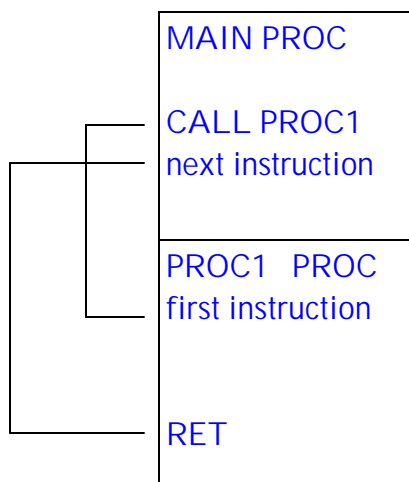 MAIN PROC
CALL PROC1
next instruction
PROC1 PROC
first instruction
RET